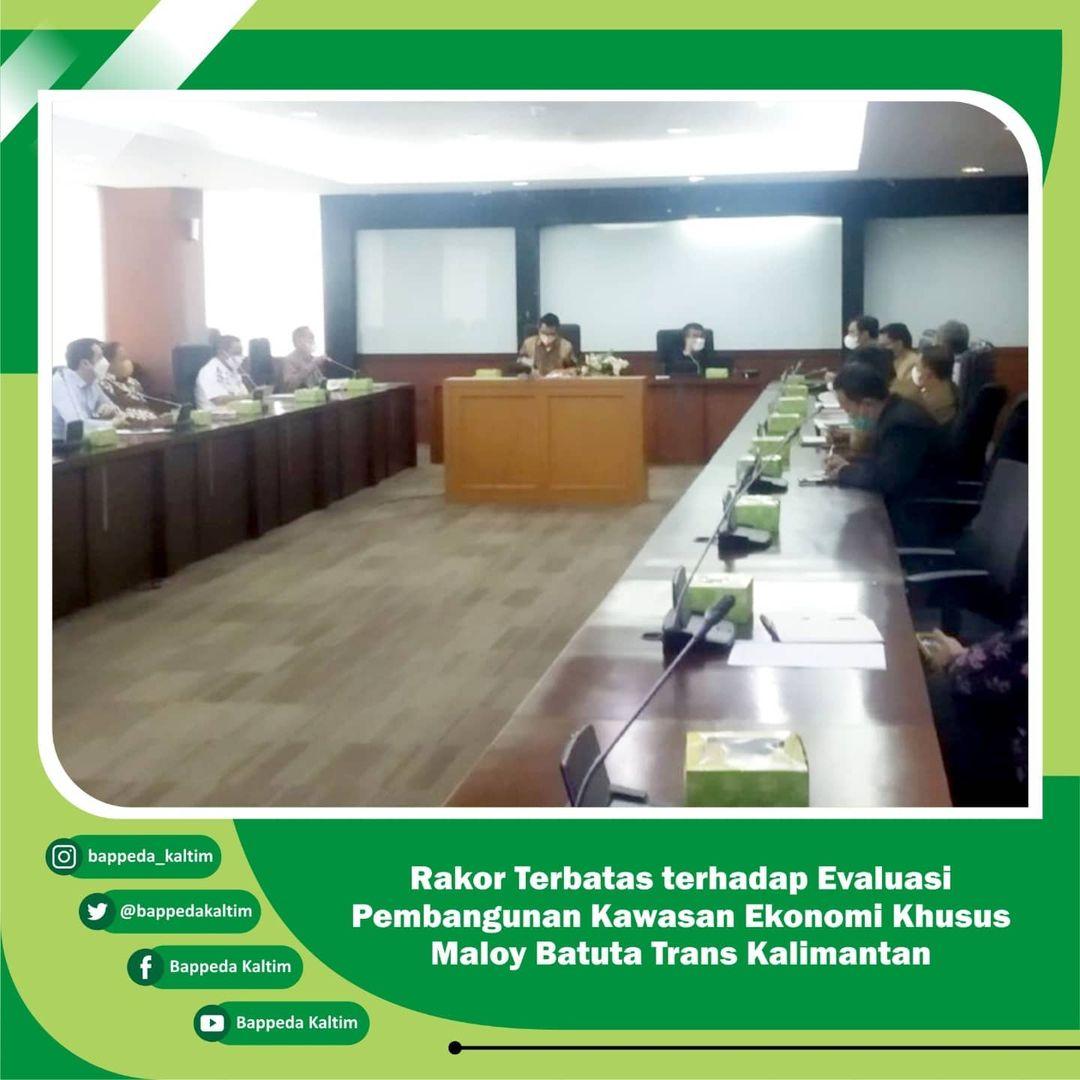 bappeda_kaltim
@bappedakaltim
Bappeda Kaltim
Bappeda Kaltim
Rakor Terbatas terhadap Evaluasi
Pembangunan Kawasan Ekonomi Khusus
Maloy Batuta Trans Kalimantan